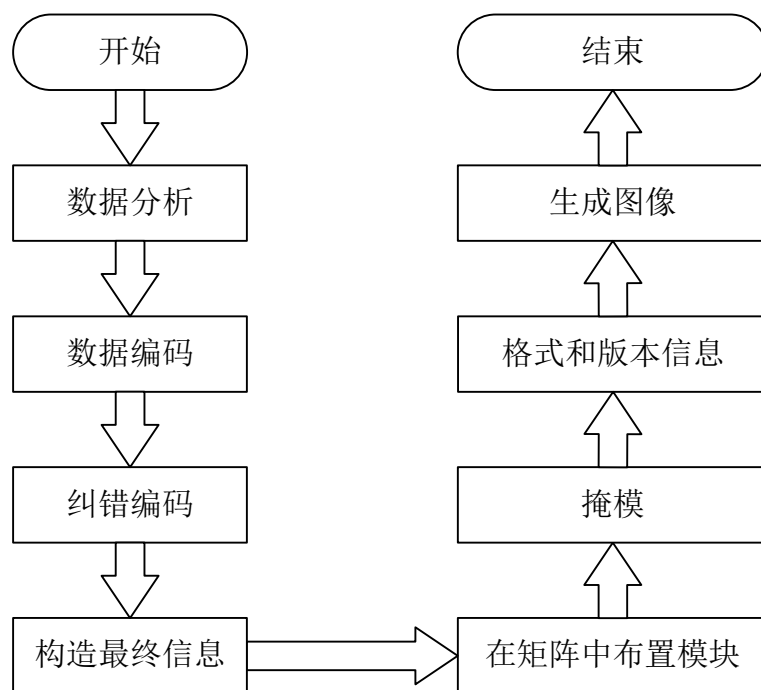 开始
数据分析
数据编码
纠错编码
构造最终信息
在矩阵中布置模块
掩模
格式和版本信息
生成图像
结束